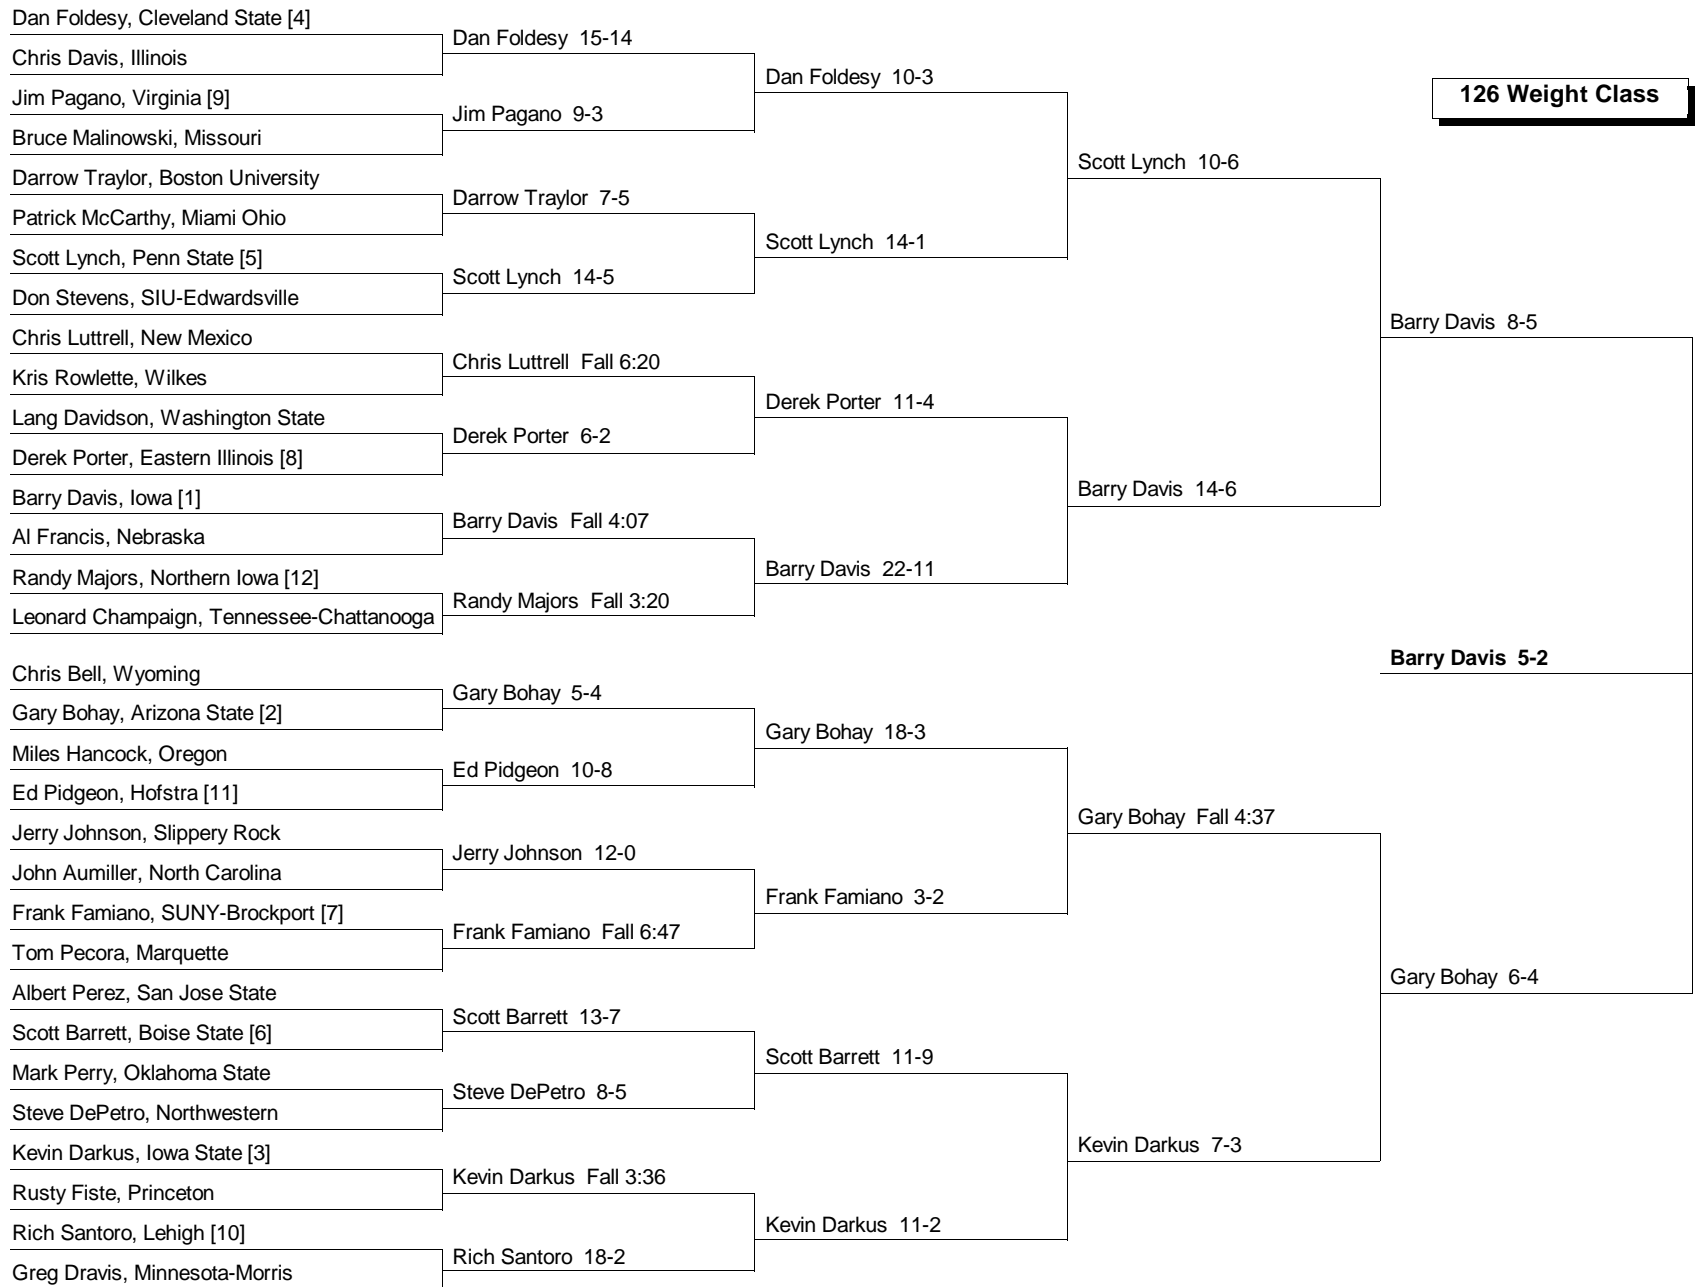 126 Weight Class
Dan Foldesy, Cleveland State [4]
Chris Davis, Illinois
Jim Pagano, Virginia [9]
Bruce Malinowski, Missouri
Darrow Traylor, Boston University
Patrick McCarthy, Miami Ohio
Scott Lynch, Penn State [5]
Don Stevens, SIU-Edwardsville
Chris Luttrell, New Mexico
Kris Rowlette, Wilkes
Lang Davidson, Washington State
Derek Porter, Eastern Illinois [8]
Barry Davis, Iowa [1]
Al Francis, Nebraska
Randy Majors, Northern Iowa [12]
Leonard Champaign, Tennessee-Chattanooga
Chris Bell, Wyoming
Gary Bohay, Arizona State [2]
Miles Hancock, Oregon
Ed Pidgeon, Hofstra [11]
Jerry Johnson, Slippery Rock
John Aumiller, North Carolina
Frank Famiano, SUNY-Brockport [7]
Tom Pecora, Marquette
Albert Perez, San Jose State
Scott Barrett, Boise State [6]
Mark Perry, Oklahoma State
Steve DePetro, Northwestern
Kevin Darkus, Iowa State [3]
Rusty Fiste, Princeton
Rich Santoro, Lehigh [10]
Greg Dravis, Minnesota-Morris
Dan Foldesy 15-14
Jim Pagano 9-3
Darrow Traylor 7-5
Scott Lynch 14-5
Chris Luttrell Fall 6:20
Derek Porter 6-2
Barry Davis Fall 4:07
Randy Majors Fall 3:20
Gary Bohay 5-4
Ed Pidgeon 10-8
Jerry Johnson 12-0
Frank Famiano Fall 6:47
Scott Barrett 13-7
Steve DePetro 8-5
Kevin Darkus Fall 3:36
Rich Santoro 18-2
Dan Foldesy 10-3
Scott Lynch 14-1
Derek Porter 11-4
Barry Davis 22-11
Gary Bohay 18-3
Frank Famiano 3-2
Scott Barrett 11-9
Kevin Darkus 11-2
Scott Lynch 10-6
Barry Davis 14-6
Gary Bohay Fall 4:37
Kevin Darkus 7-3
Barry Davis 8-5
Gary Bohay 6-4
Barry Davis 5-2